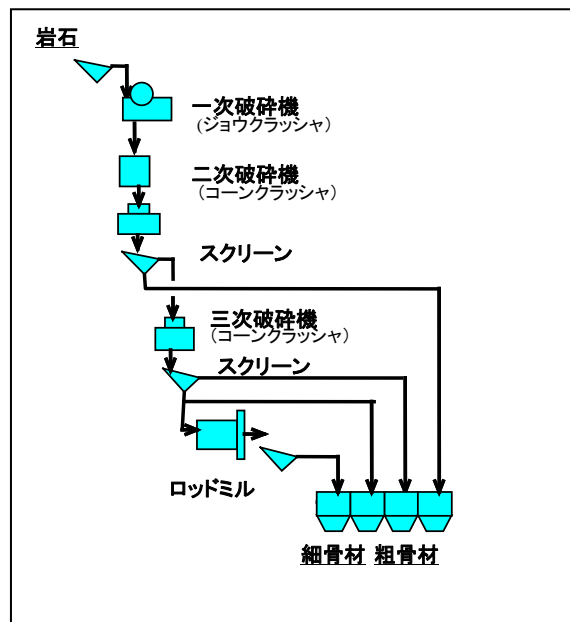 岩石
一次破砕機
(ジョウクラッシャ)
二次破砕機
(コーンクラッシャ)
スクリーン
三次破砕機
(コーンクラッシャ)
スクリーン
ロッドミル
細骨材 粗骨材